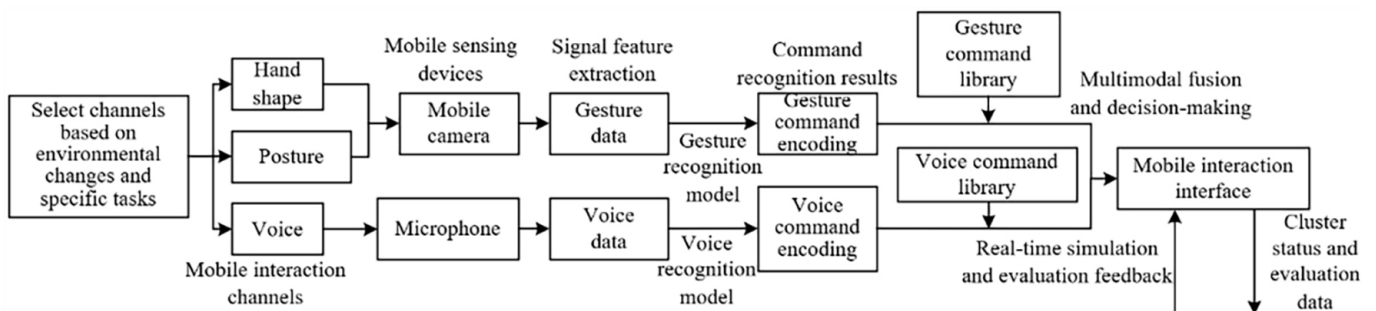 Select channels
based on
environmental
changes and
specific tasks
Hand
shape
Posture
Voice
Mobile interaction
channels
Mobile sensing
devices
Mobile
camera
Microphone
Signal feature
extraction
Gesture
data
Voice
data
Gesture
recognition
model
Voice
recognition
model
Command
recognition results
Gesture
command
encoding
Voice
command
encoding
Gesture
command
library
Voice command
library
Multimodal fusion
and decision-making
Mobile interaction
interface
Real-time simulation
and evaluation feedback
Cluster
status and
evaluation
data